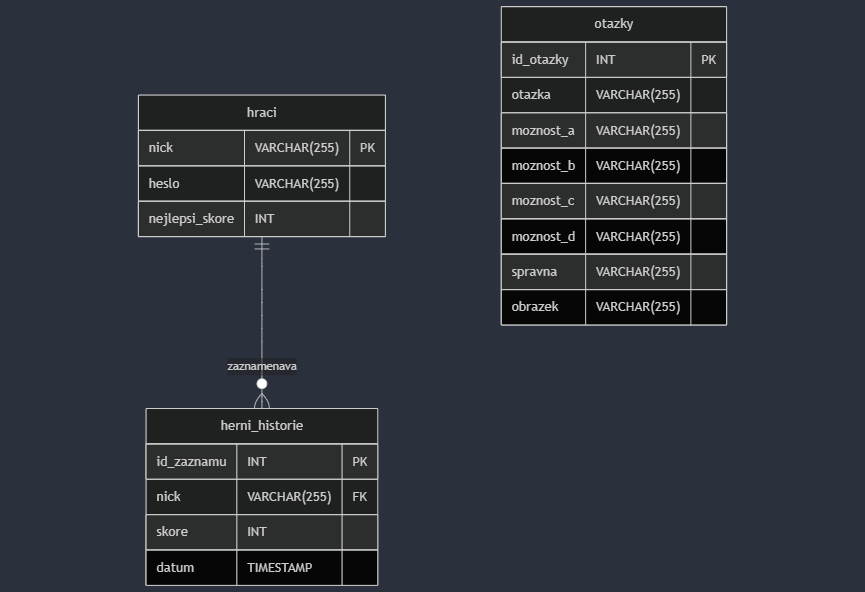 hraci
nick VARCHAR(255) PK
heslo VARCHAR(255)
nejlepsi_skore INT
zaznamenava
herni_historie
id_zaznamu INT PK
nick VARCHAR(255) FK
skore INT
datum TIMESTAMP
otazky
id_otazky INT PK
otazka VARCHAR(255)
moznost_a VARCHAR(255)
moznost_b VARCHAR(255)
moznost_c VARCHAR(255)
moznost_d VARCHAR(255)
spravna VARCHAR(255)
obrazek VARCHAR(255)